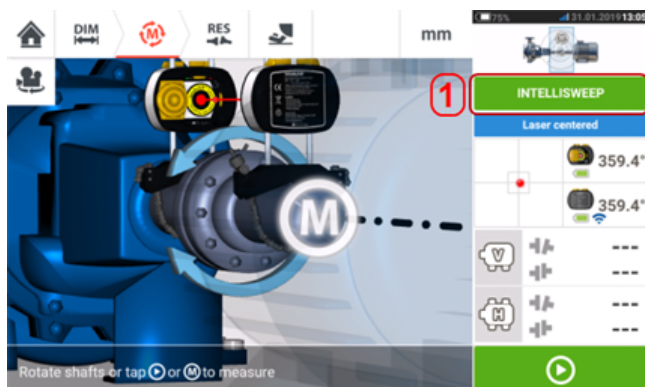 DIM
RES
mm
75%
31.01.2019 13:05
1
INTELLISWEEP
Laser centered
359.4°
359.4°
M
V
---
---
H
---
---
Rotate shafts or tap or M to measure